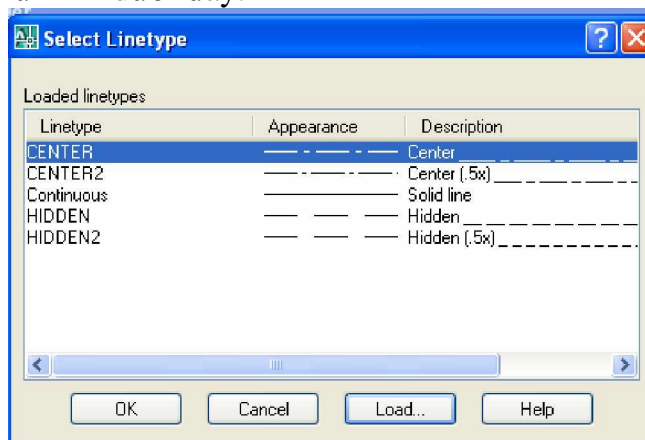 Select Linetype
Loaded linetypes
Linetype Appearance Description
CENTER Center
CENTER2 Center (.5x)
Continuous Solid line
HIDDEN Hidden
HIDDEN2 Hidden (.5x)
OK Cancel Load... Help